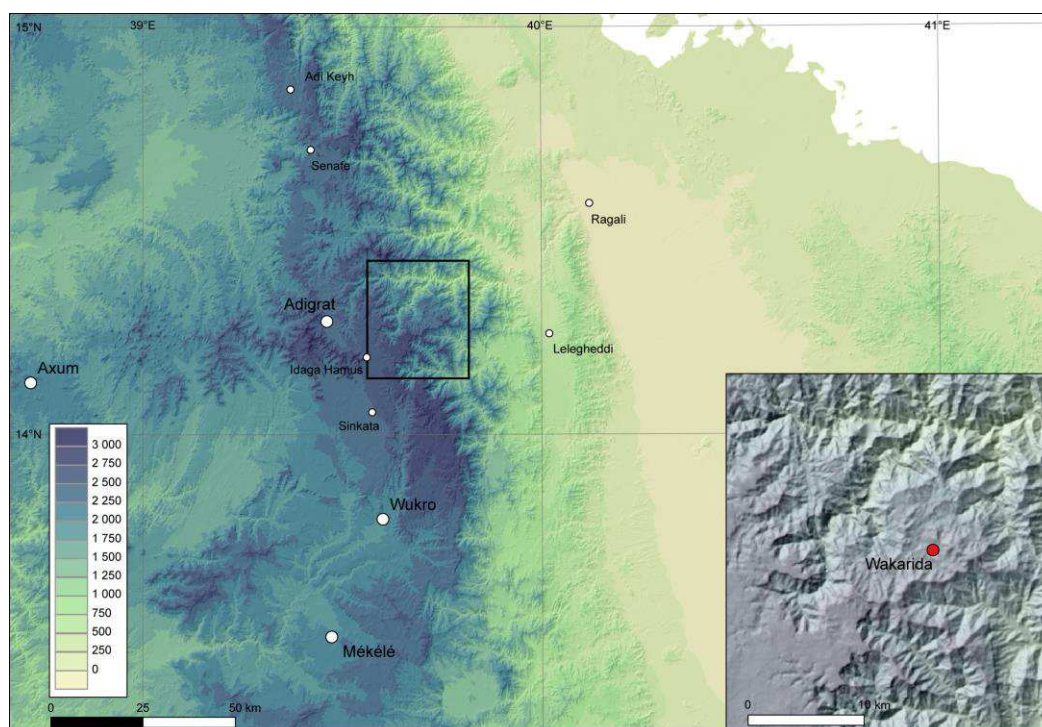 15°N
39°E
40°E
41°E
Adi Keyh
Senafe
Ragali
Adigrat
Lelegheddi
Idaga Hamus
Axum
Sinkata
14°N
3 000
2 750
2 500
2 250
2 000
1 750
1 500
1 250
1 000
750
500
250
0
Wukro
Wakarida
Mékélé
0 25 50 km
0 10 km